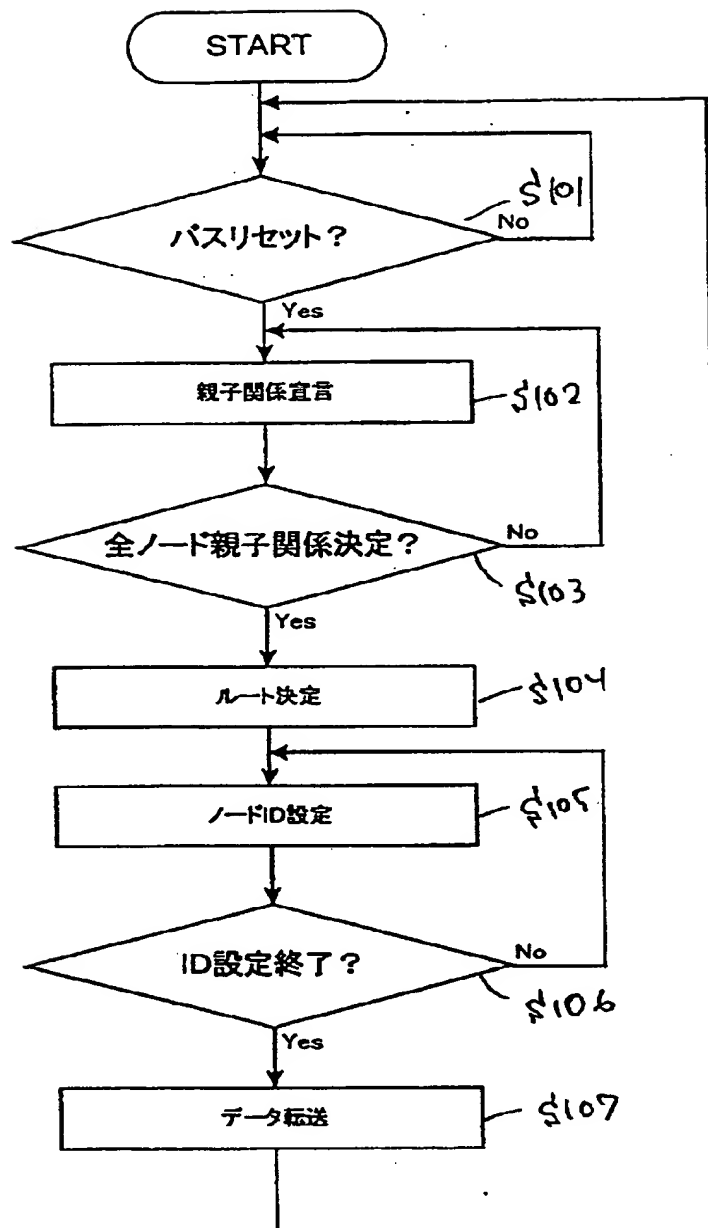 START
バスリセット？
S101
No
Yes
親子関係宣言
S102
全ノード親子関係決定？
No
S103
Yes
ルート決定
S104
ノードID設定
S105
ID設定終了？
No
S106
Yes
データ転送
S107